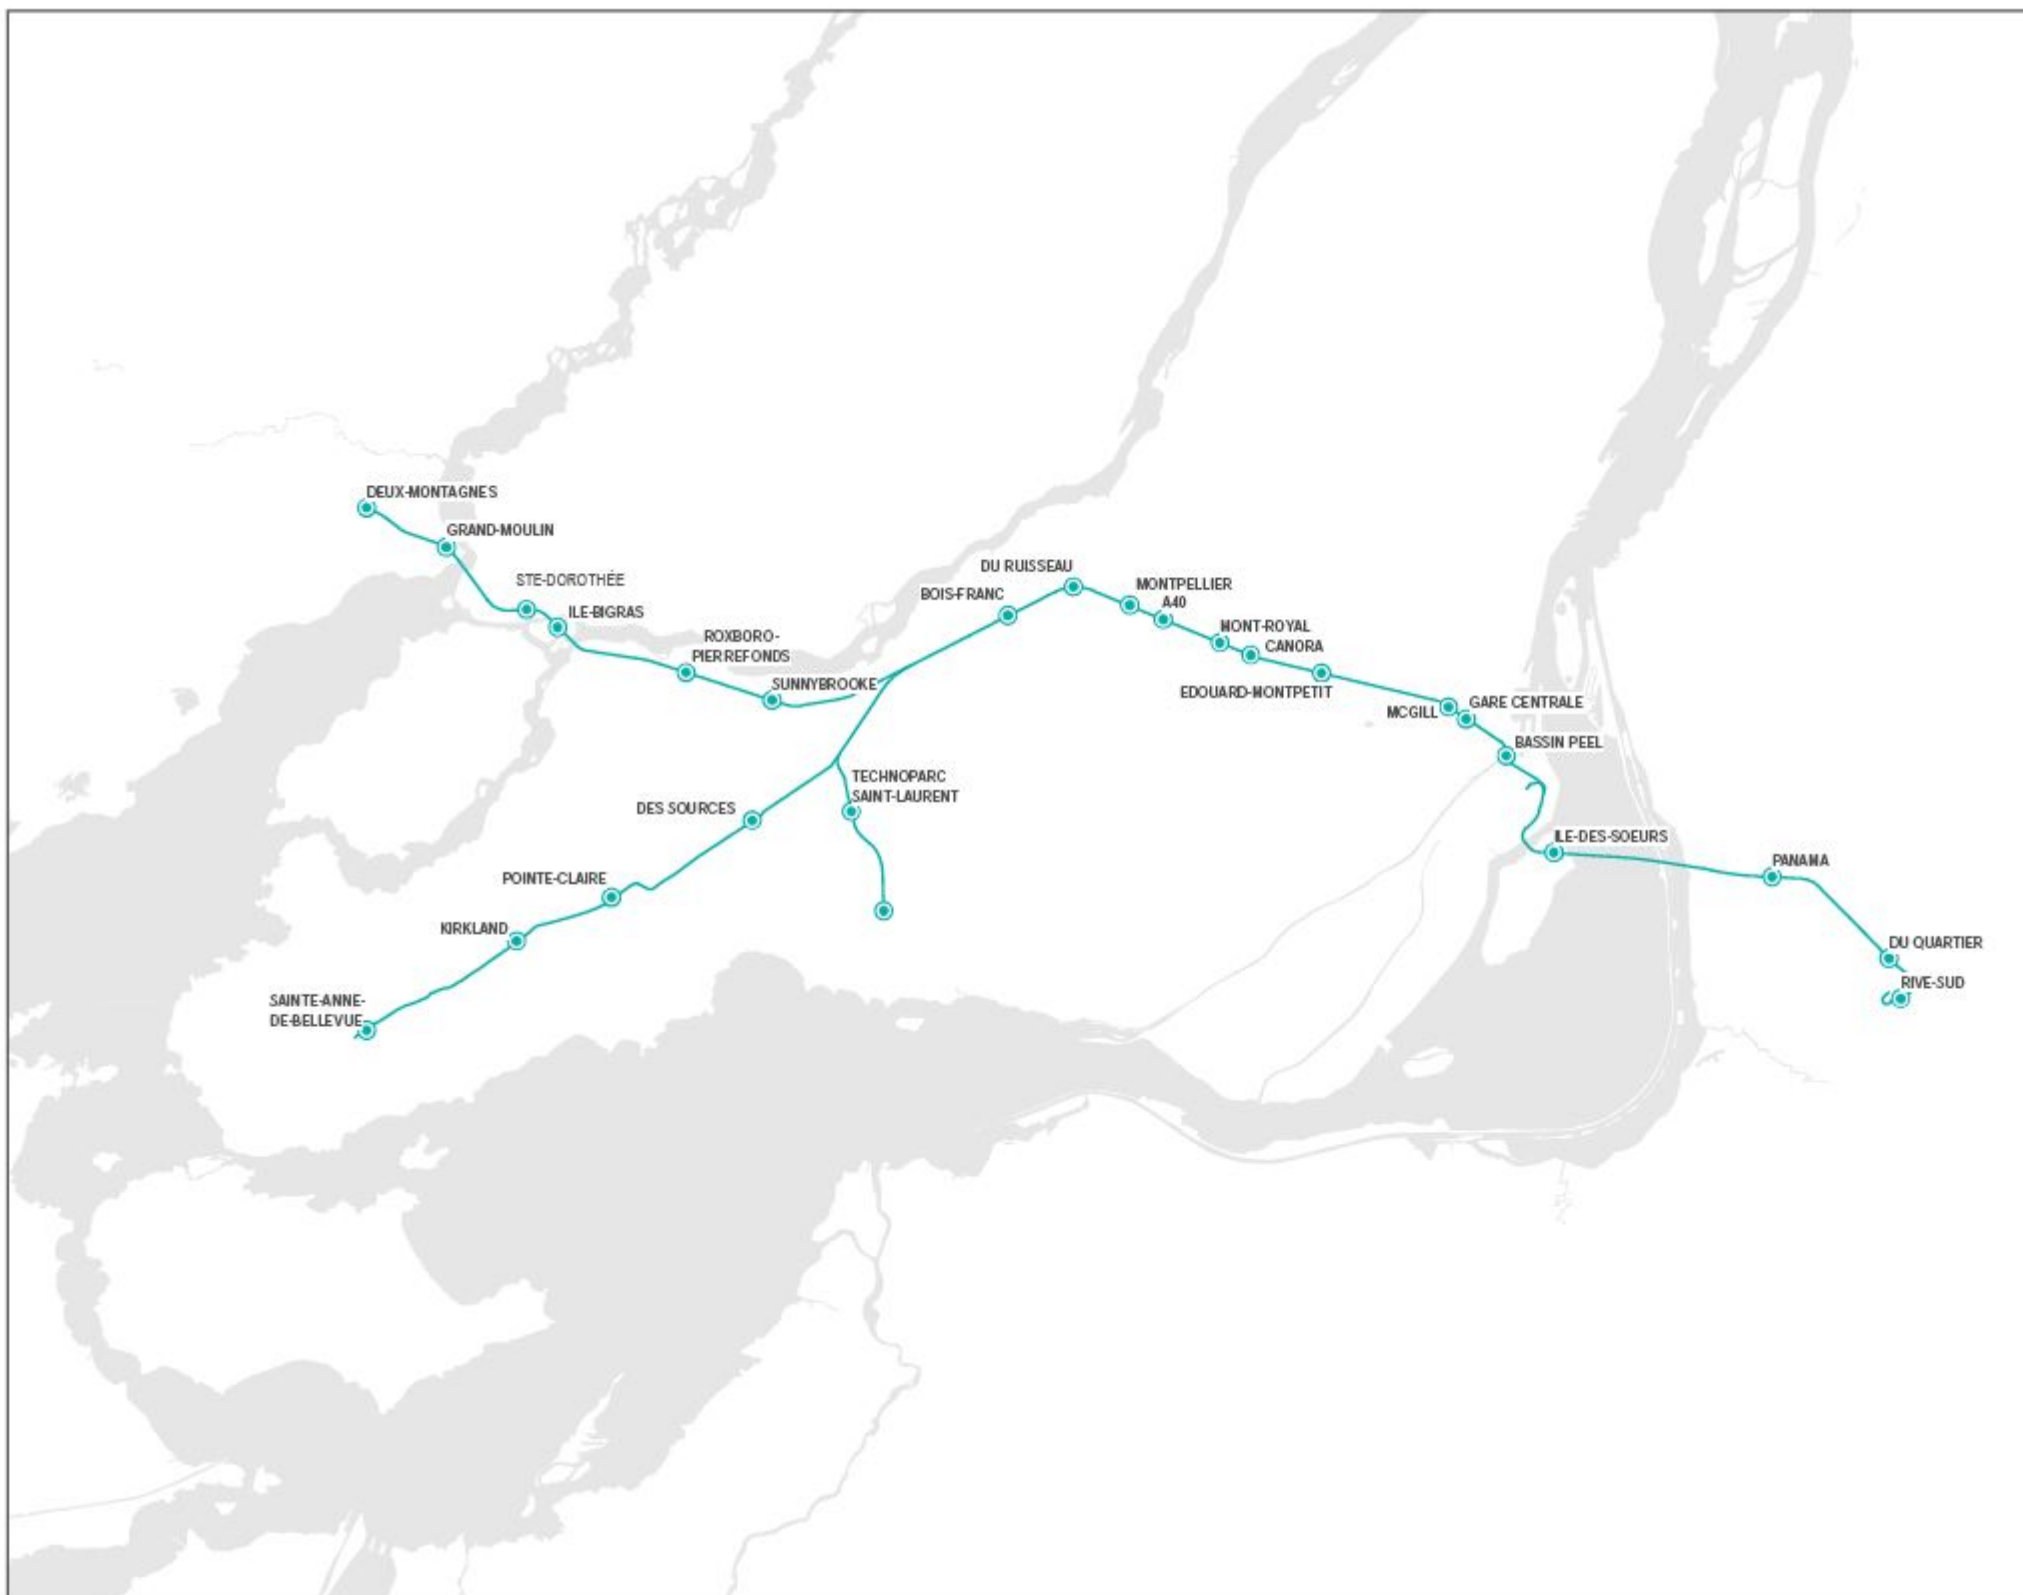 DEUX-MONTAGNES
GRAND-MOULIN
STE-DOROTHÉE
ILE-BIGRAS
ROXBORO-
PIERREFONDS
SUNNYBROOKE
BOIS-FRANC
DU RUISSEAU
MONTPELLIER
A40
MONT-ROYAL
CANORA
EDOUARD-MONTPETIT
MCGILL
GARE CENTRALE
BASSIN PEEL
TECHNOPARC
SAINT-LAURENT
DES SOURCES
ILE-DES-SOEURS
PANAMA
POINTE-CLAIRE
KIRKLAND
DU QUARTIER
RIVE-SUD
SAINTE-ANNE-
DE-BELLEVUE